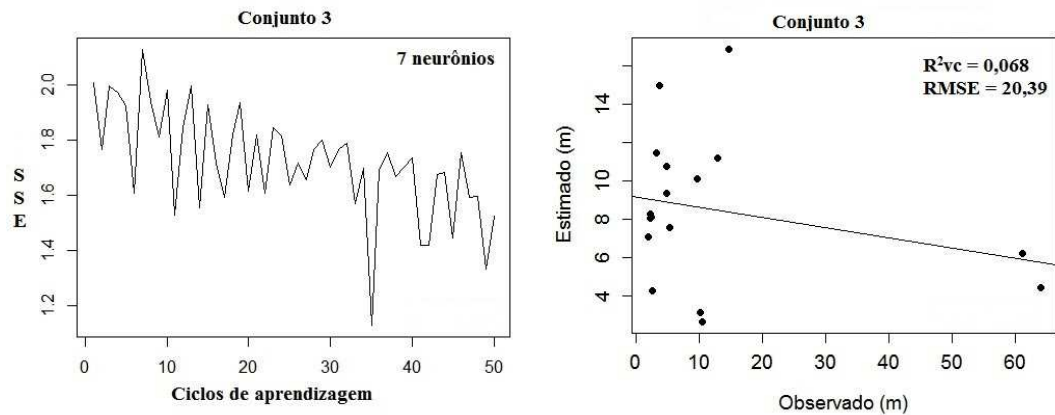 Conjunto 3
7 neurônios
2.0
1.8
1.6
1.4
1.2
S
S
E
0 10 20 30 40 50
Ciclos de aprendizagem
Conjunto 3
R²vc = 0,068
RMSE = 20,39
14
10
8
6
4
Estimado (m)
0 10 20 30 40 50 60
Observado (m)